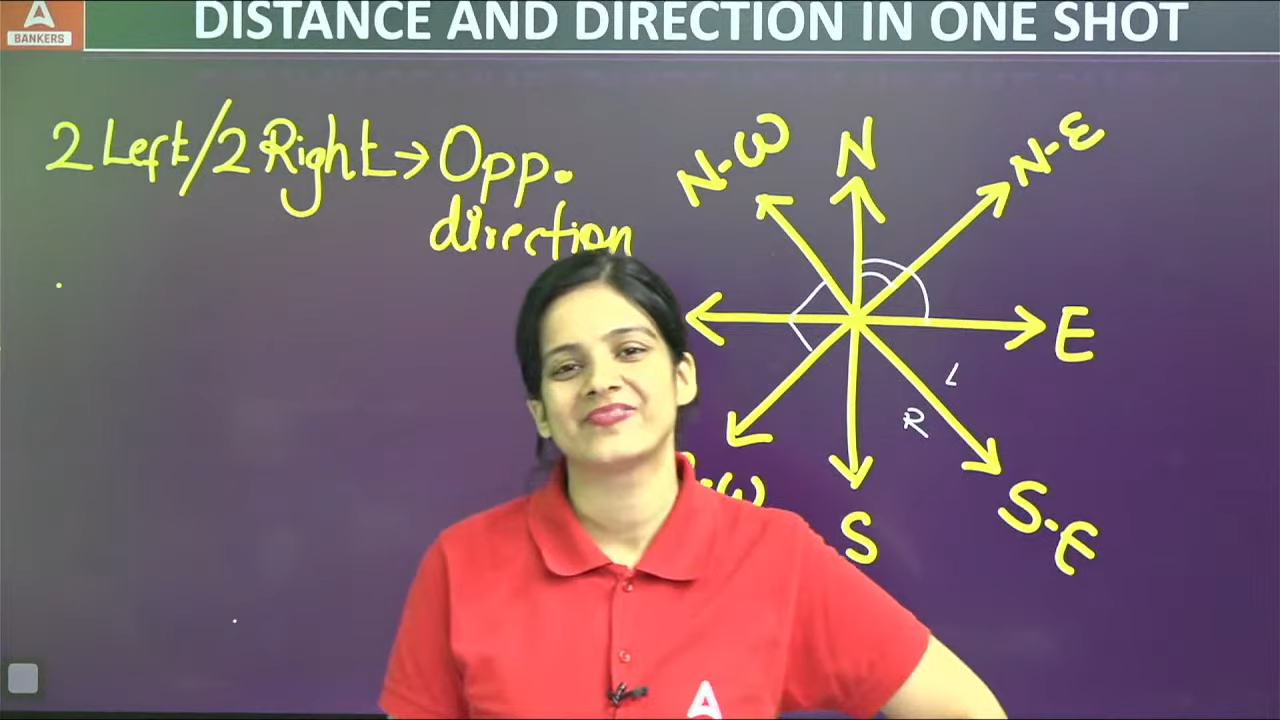 A
BANKERS
DISTANCE AND DIRECTION IN ONE SHOT
2 Left/2 Right → Opp.
direction
N-W
N
N-E
E
L
R
W
S
S-E
A